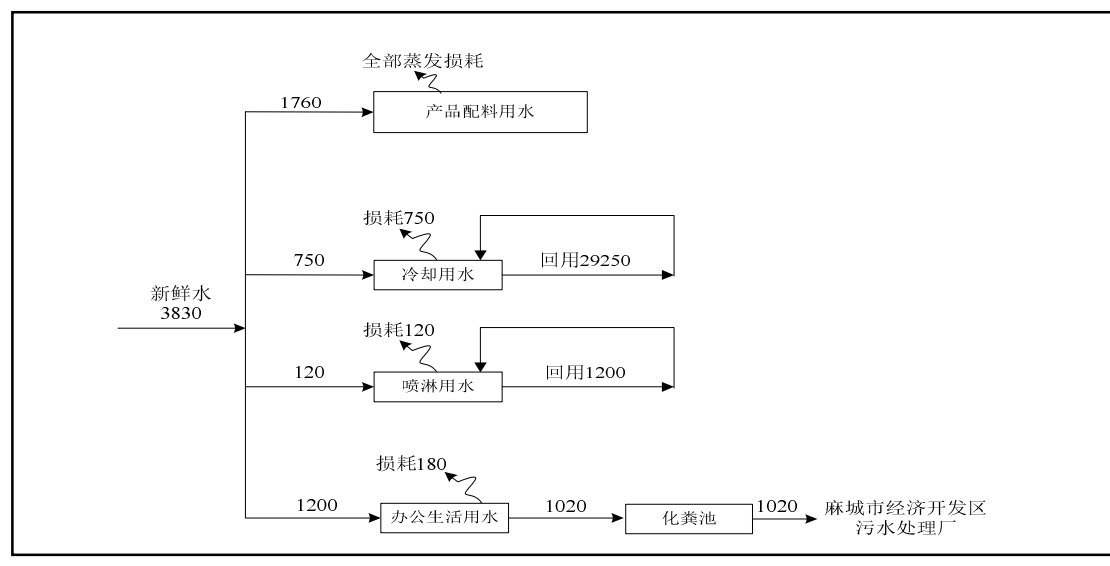 全部蒸发损耗
1760
产品配料用水
损耗750
750
冷却用水
回用29250
新鲜水
3830
损耗120
120
喷淋用水
回用1200
损耗180
1200
办公生活用水
1020
化粪池
1020
麻城市经济开发区
污水处理厂